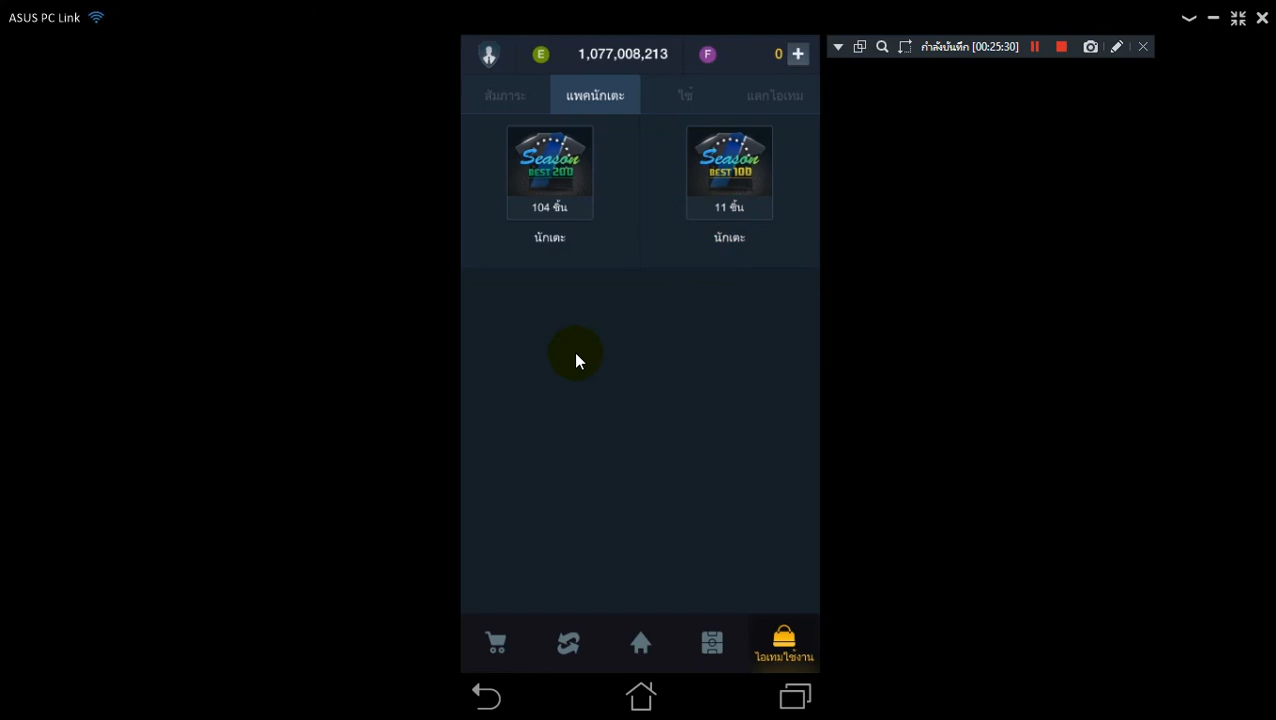 ASUS PC Link
E 1,077,008,213 F 0 +
กำลังบันทึก [00:25:30]
สัมภาระ แพคนักเตะ ใช้ แลกไอเทม
Season Season
BEST 200 BEST 100
104 ชิ้น 11 ชิ้น
นักเตะ นักเตะ
ไอเทมใช้งาน